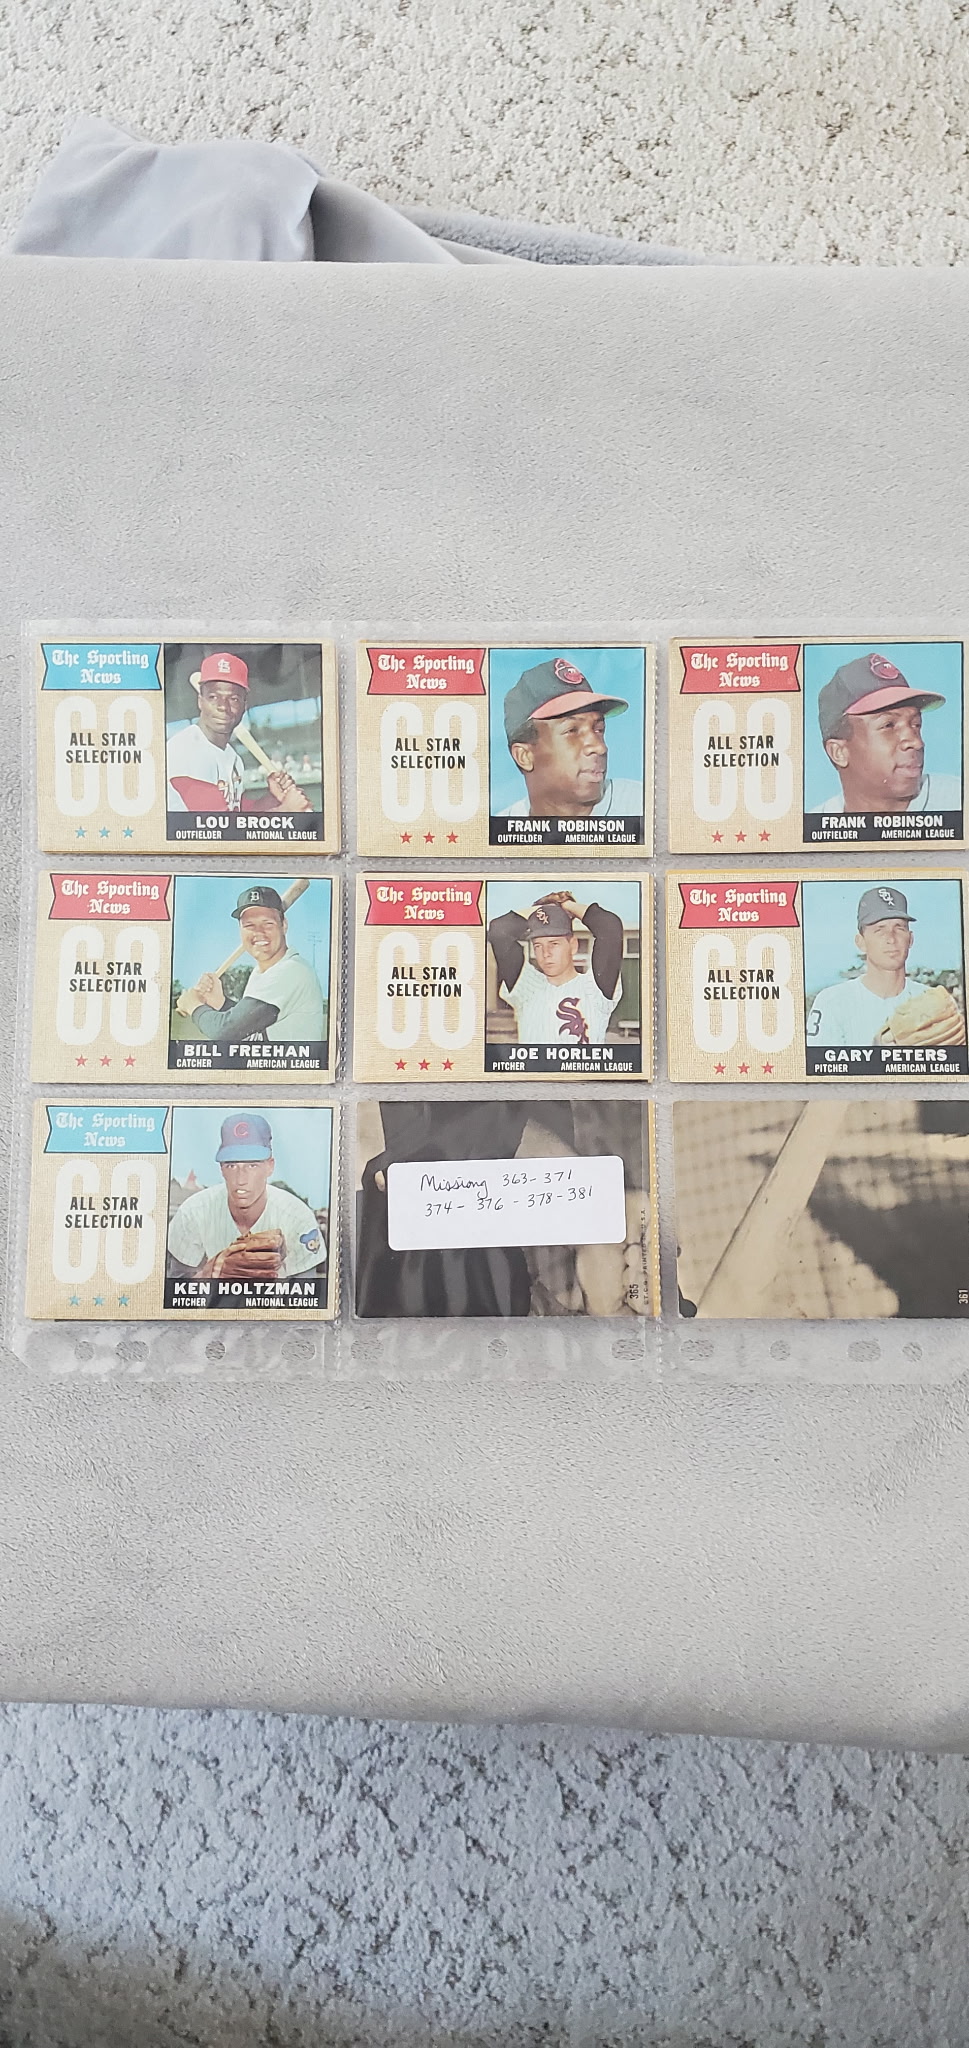 The Sporting
News
68
ALL STAR
SELECTION
LOU BROCK
OUTFIELDER NATIONAL LEAGUE
The Sporting
News
68
ALL STAR
SELECTION
FRANK ROBINSON
OUTFIELDER AMERICAN LEAGUE
The Sporting
News
68
ALL STAR
SELECTION
FRANK ROBINSON
OUTFIELDER AMERICAN LEAGUE
The Sporting
News
68
ALL STAR
SELECTION
BILL FREEHAN
CATCHER AMERICAN LEAGUE
The Sporting
News
68
ALL STAR
SELECTION
JOE HORLEN
PITCHER AMERICAN LEAGUE
The Sporting
News
68
ALL STAR
SELECTION
3
GARY PETERS
PITCHER AMERICAN LEAGUE
The Sporting
News
68
ALL STAR
SELECTION
KEN HOLTZMAN
PITCHER NATIONAL LEAGUE
Missing 363-371
374- 376 - 378-381
365
361